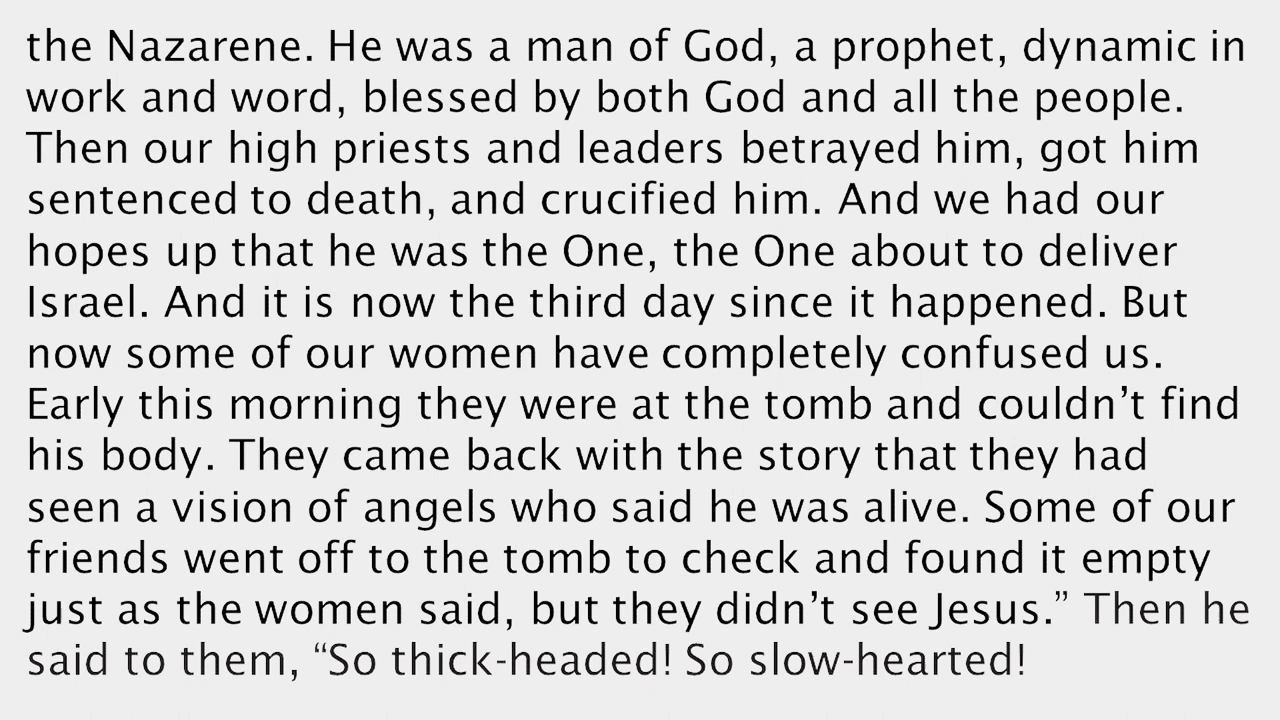 the Nazarene. He was a man of God, a prophet, dynamic in
work and word, blessed by both God and all the people.
Then our high priests and leaders betrayed him, got him
sentenced to death, and crucified him. And we had our
hopes up that he was the One, the One about to deliver
Israel. And it is now the third day since it happened. But
now some of our women have completely confused us.
Early this morning they were at the tomb and couldn’t find
his body. They came back with the story that they had
seen a vision of angels who said he was alive. Some of our
friends went off to the tomb to check and found it empty
just as the women said, but they didn’t see Jesus.” Then he
said to them, “So thick-headed! So slow-hearted!